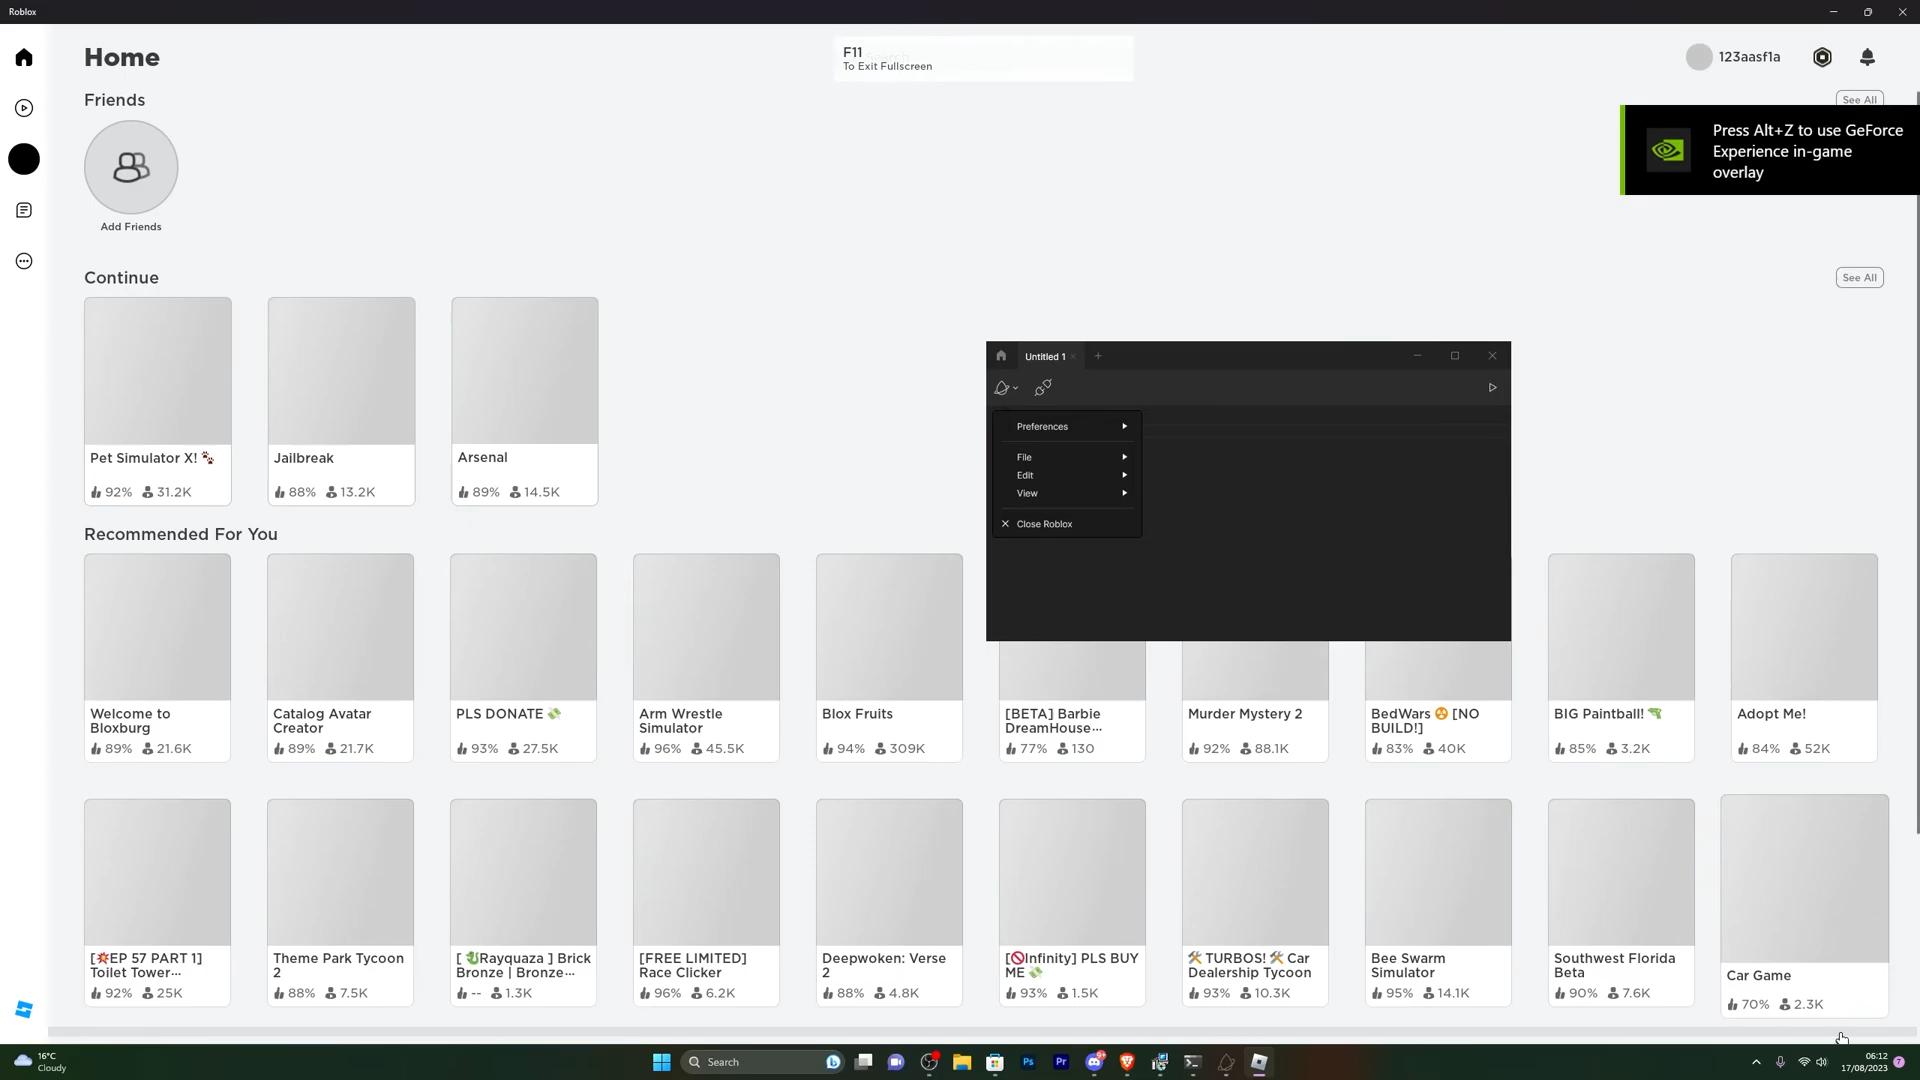 Roblox
Home
F11
To Exit Fullscreen
123aasf1a
Friends
See All
Press Alt+Z to use GeForce
Experience in-game
overlay
Add Friends
Continue
See All
Pet Simulator X! 🐾
92% 31.2K
Jailbreak
88% 13.2K
Arsenal
89% 14.5K
Untitled 1
Preferences
File
Edit
View
Close Roblox
Recommended For You
Welcome to
Bloxburg
89% 21.6K
Catalog Avatar
Creator
89% 21.7K
PLS DONATE 💸
93% 27.5K
Arm Wrestle
Simulator
96% 45.5K
Blox Fruits
94% 309K
[BETA] Barbie
DreamHouse...
77% 130
Murder Mystery 2
92% 88.1K
BedWars ☢️ [NO
BUILD!]
83% 40K
BIG Paintball! 🔫
85% 3.2K
Adopt Me!
84% 52K
[💥EP 57 PART 1]
Toilet Tower...
92% 25K
Theme Park Tycoon
2
88% 7.5K
[ 🐉Rayquaza ] Brick
Bronze | Bronze...
-- 1.3K
[FREE LIMITED]
Race Clicker
96% 6.2K
Deepwoken: Verse
2
88% 4.8K
[🚫Infinity] PLS BUY
ME 💸
93% 1.5K
🛠️ TURBOS! 🛠️ Car
Dealership Tycoon
93% 10.3K
Bee Swarm
Simulator
95% 14.1K
Southwest Florida
Beta
90% 7.6K
Car Game
70% 2.3K
16°C
Cloudy
Search
Ps
Pr
06:12
17/08/2023
7